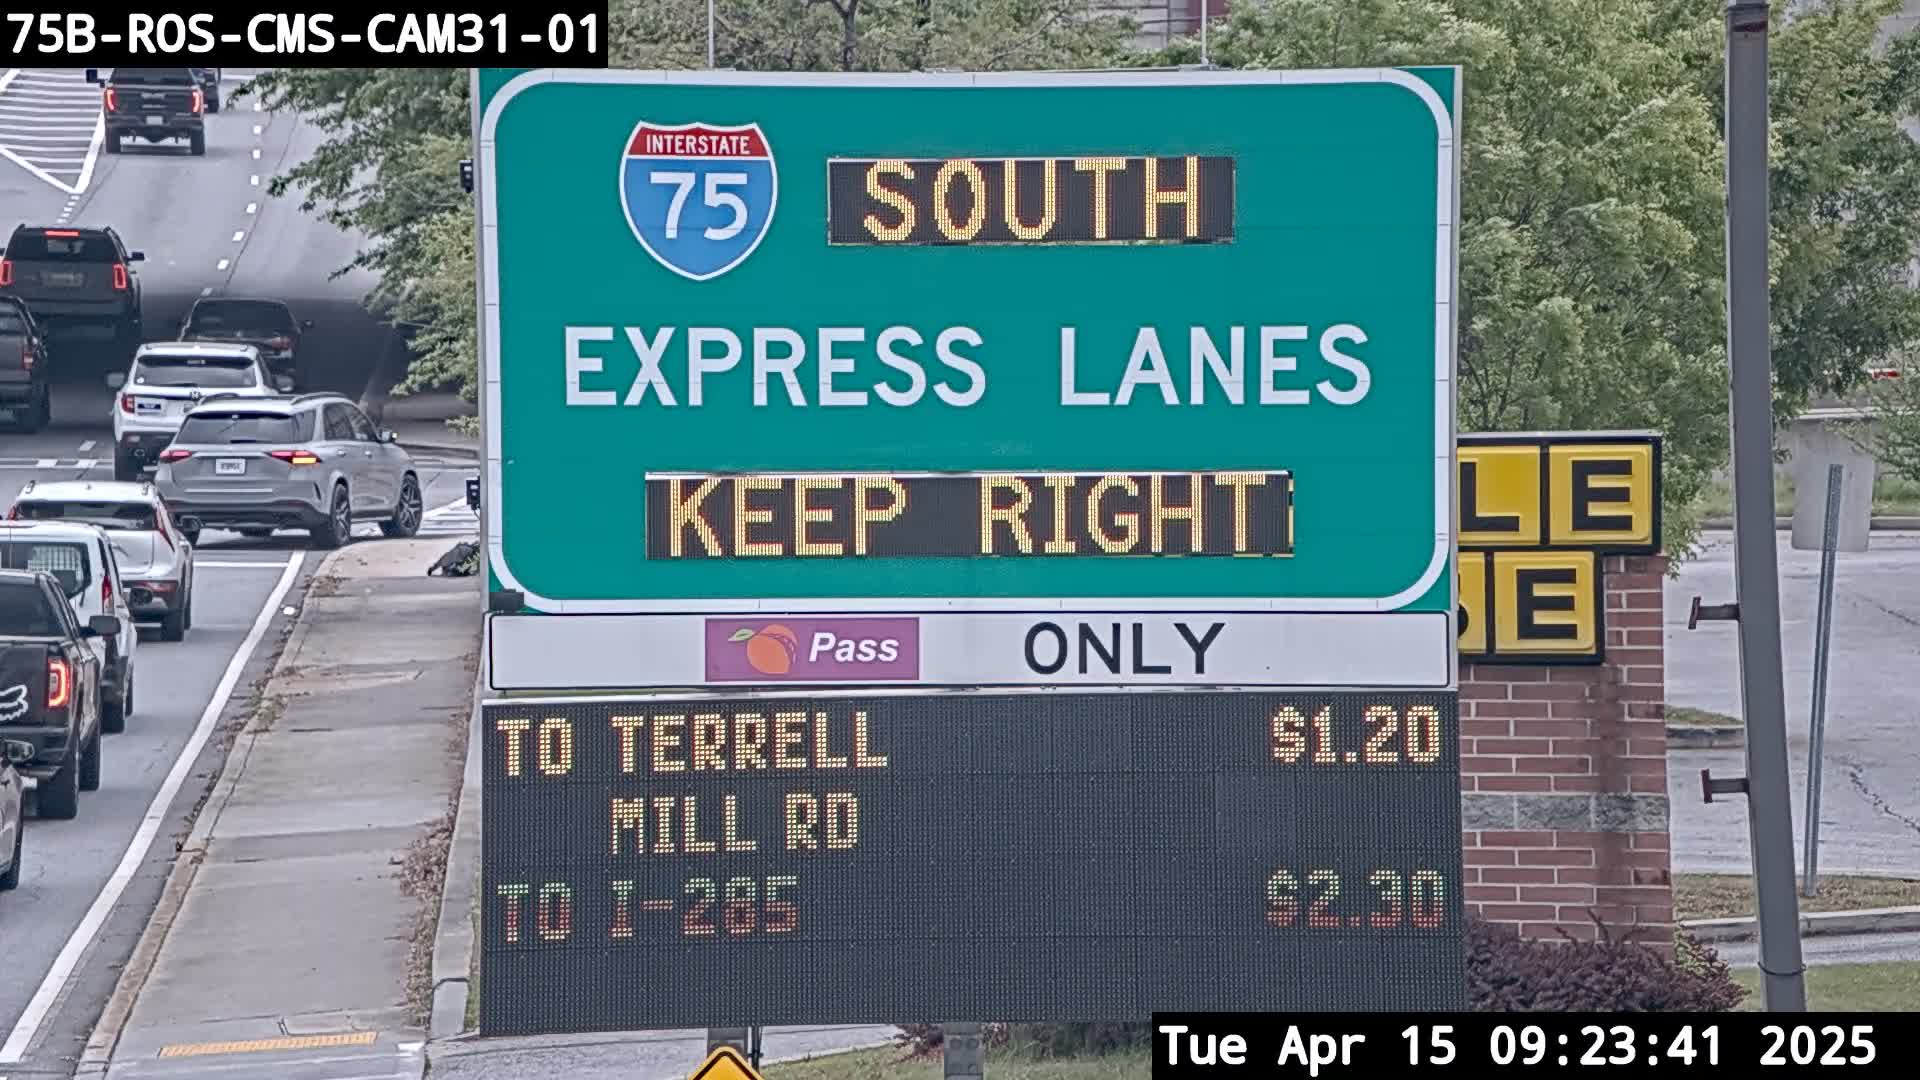 75B-ROS-CMS-CAM31-01
INTERSTATE
75
SOUTH
EXPRESS LANES
KEEP RIGHT
Pass ONLY
TO TERRELL $1.20
MILL RD
TO I-285 $2.30
LE
E
Tue Apr 15 09:23:41 2025